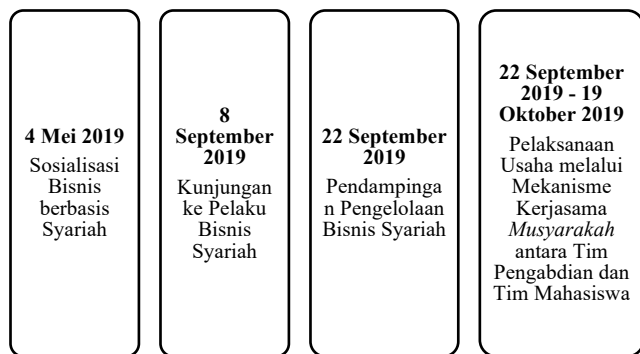 4 Mei 2019
Sosialisasi
Bisnis
berbasis
Syariah
8
September
2019
Kunjungan
ke Pelaku
Bisnis
Syariah
22 September
2019
Pendampinga
n Pengelolaan
Bisnis Syariah
22 September
2019 - 19
Oktober 2019
Pelaksanaan
Usaha melalui
Mekanisme
Kerjasama
Musyarakah
antara Tim
Pengabdian dan
Tim Mahasiswa